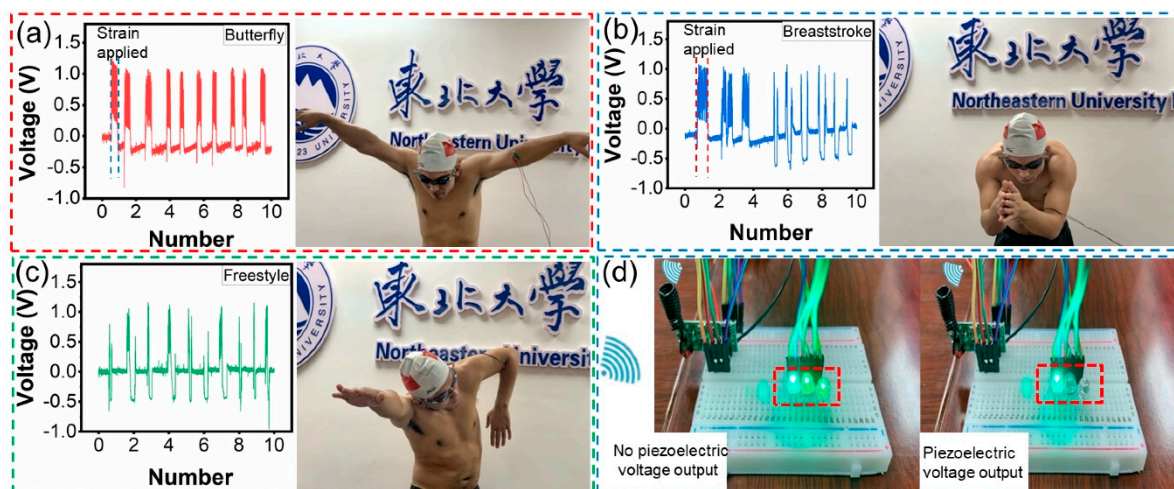 (a)
1.5
1.0
0.5
0.0
-0.5
-1.0
Voltage (V)
Strain
applied
Butterfly
0 2 4 6 8 10
Number
東北大學
Northeastern University
23 UNIVERSITY
(b)
1.5
1.0
0.5
0.0
-0.5
-1.0
Voltage (V)
Strain
applied
Breaststroke
0 2 4 6 8 10
Number
東北大學
Northeastern University
(c)
1.5
1.0
0.5
0.0
-0.5
-1.0
Voltage (V)
Freestyle
0 2 4 6 8 10
Number
東北大學
Northeastern University
(d)
No piezoelectric
voltage output
Piezoelectric
voltage output